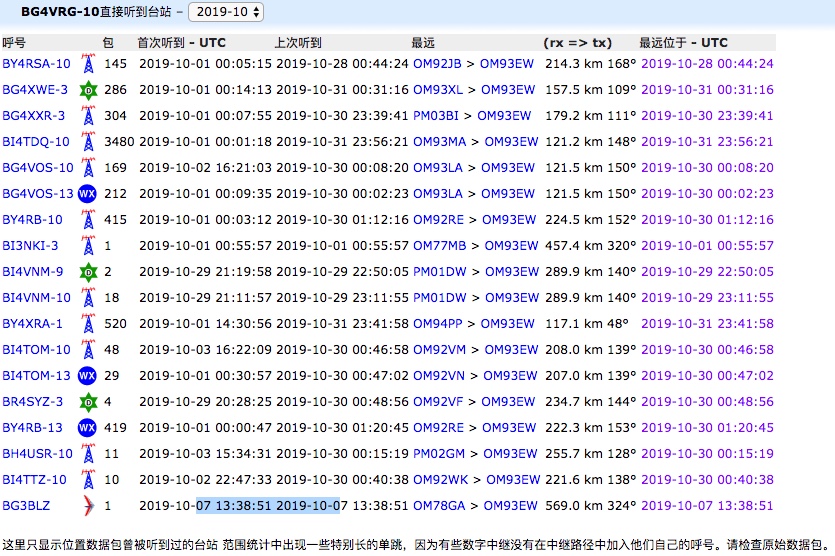 BG4VRG-10直接听到台站 – 2019-10
呼号 包 首次听到 – UTC 上次听到 最远 (rx => tx) 最远位于 – UTC
BY4RSA-10 145 2019-10-01 00:05:15 2019-10-28 00:44:24 OM92JB > OM93EW 214.3 km 168° 2019-10-28 00:44:24
BG4XWE-3 D 286 2019-10-01 00:14:13 2019-10-31 00:31:16 OM93XL > OM93EW 157.5 km 109° 2019-10-31 00:31:16
BG4XXR-3 304 2019-10-01 00:07:55 2019-10-30 23:39:41 PM03BI > OM93EW 179.2 km 111° 2019-10-30 23:39:41
BI4TDQ-10 3480 2019-10-01 00:01:18 2019-10-31 23:56:21 OM93MA > OM93EW 121.2 km 148° 2019-10-31 23:56:21
BG4VOS-10 169 2019-10-02 16:21:03 2019-10-30 00:08:20 OM93LA > OM93EW 121.5 km 150° 2019-10-30 00:08:20
BG4VOS-13 WX 212 2019-10-01 00:09:35 2019-10-30 00:02:23 OM93LA > OM93EW 121.5 km 150° 2019-10-30 00:02:23
BY4RB-10 415 2019-10-01 00:03:12 2019-10-30 01:12:16 OM92RE > OM93EW 224.5 km 152° 2019-10-30 01:12:16
BI3NKI-3 1 2019-10-01 00:55:57 2019-10-01 00:55:57 OM77MB > OM93EW 457.4 km 320° 2019-10-01 00:55:57
BI4VNM-9 D 2 2019-10-29 21:19:58 2019-10-29 22:50:05 PM01DW > OM93EW 289.9 km 140° 2019-10-29 22:50:05
BI4VNM-10 18 2019-10-29 21:11:57 2019-10-29 23:11:55 PM01DW > OM93EW 289.9 km 140° 2019-10-29 23:11:55
BY4XRA-1 520 2019-10-01 14:30:56 2019-10-31 23:41:58 OM94PP > OM93EW 117.1 km 48° 2019-10-31 23:41:58
BI4TOM-10 48 2019-10-03 16:22:09 2019-10-30 00:46:58 OM92VM > OM93EW 208.0 km 139° 2019-10-30 00:46:58
BI4TOM-13 WX 29 2019-10-01 00:30:57 2019-10-30 00:47:02 OM92VN > OM93EW 207.0 km 139° 2019-10-30 00:47:02
BR4SYZ-3 D 4 2019-10-29 20:28:25 2019-10-30 00:48:56 OM92VF > OM93EW 234.7 km 144° 2019-10-30 00:48:56
BY4RB-13 WX 419 2019-10-01 00:00:47 2019-10-30 01:20:45 OM92RE > OM93EW 222.3 km 153° 2019-10-30 01:20:45
BH4USR-10 11 2019-10-03 15:34:31 2019-10-30 00:15:19 PM02GM > OM93EW 255.7 km 128° 2019-10-30 00:15:19
BI4TTZ-10 10 2019-10-02 22:47:33 2019-10-30 00:40:38 OM92WK > OM93EW 221.6 km 138° 2019-10-30 00:40:38
BG3BLZ 1 2019-10-07 13:38:51 2019-10-07 13:38:51 OM78GA > OM93EW 569.0 km 324° 2019-10-07 13:38:51
这里只显示位置数据包曾被听到过的台站 范围统计中出现一些特别长的单跳，因为有些数字中继没有在中继路径中加入他们自己的呼号。请检查原始数据包。